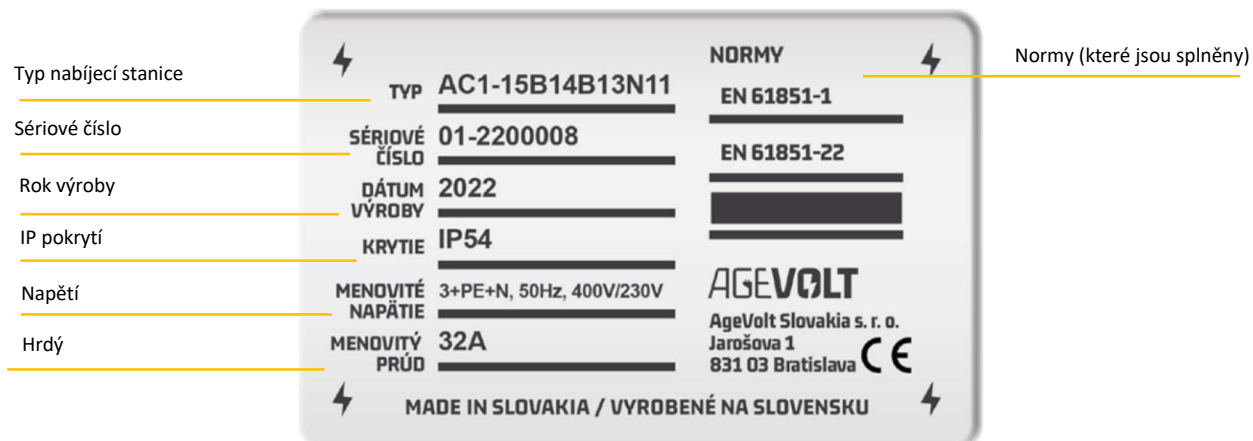 Typ nabíjecí stanice
Sériové číslo
Rok výroby
IP pokrytí
Napětí
Hrdý
TYP AC1-15B14B13N11
SÉRIOVÉ ČÍSLO 01-2200008
DÁTUM VÝROBY 2022
KRYTIE IP54
MENOVITÉ NAPÄTIE 3+PE+N, 50Hz, 400V/230V
MENOVITÝ PRÚD 32A
NORMY
EN 61851-1
EN 61851-22
AGEVOLT
AgeVolt Slovakia s. r. o.
Jarošova 1
831 03 Bratislava CE
MADE IN SLOVAKIA / VYROBENÉ NA SLOVENSKU
Normy (které jsou splněny)